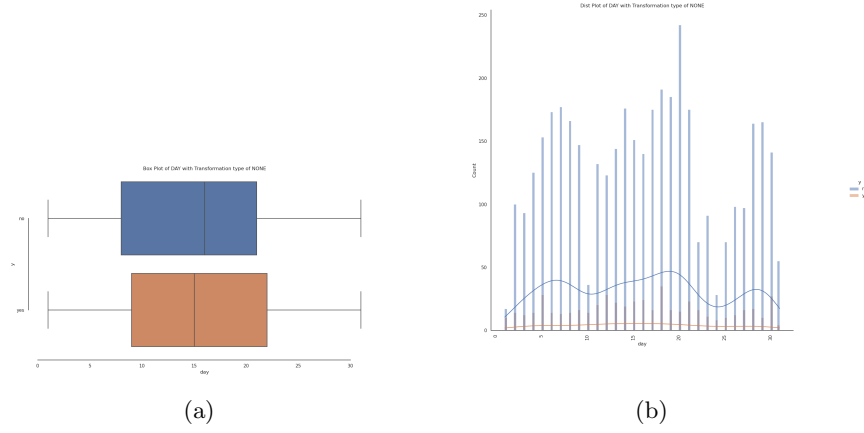 Box Plot of DAY with Transformation type of NONE
no
y
yes
0 5 10 15 20 25 30
day
(a)
Dist Plot of DAY with Transformation type of NONE
250
200
150
100
50
0
Count
0 5 10 15 20 25 30
day
y
(b)